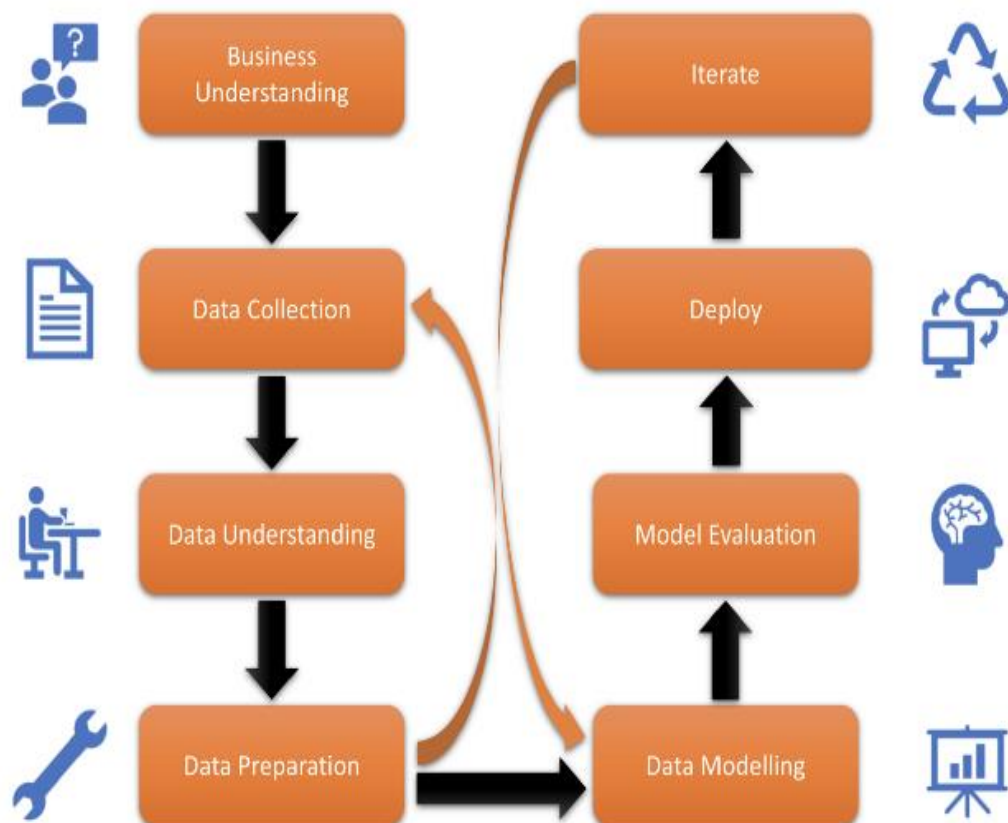 ?
Business
Understanding
Data Collection
Data Understanding
Data Preparation
Iterate
Deploy
Model Evaluation
Data Modelling